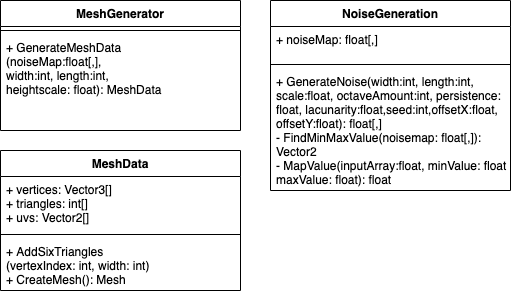 MeshGenerator
+ GenerateMeshData
(noiseMap:float[,],
width:int, length:int,
heightscale: float): MeshData
NoiseGeneration
+ noiseMap: float[,]
+ GenerateNoise(width:int, length:int,
scale:float, octaveAmount:int, persistence:
float, lacunarity:float,seed:int,offsetX:float,
offsetY:float): float[,]
- FindMinMaxValue(noisemap: float[,]):
Vector2
- MapValue(inputArray:float, minValue: float
maxValue: float): float
MeshData
+ vertices: Vector3[]
+ triangles: int[]
+ uvs: Vector2[]
+ AddSixTriangles
(vertexIndex: int, width: int)
+ CreateMesh(): Mesh